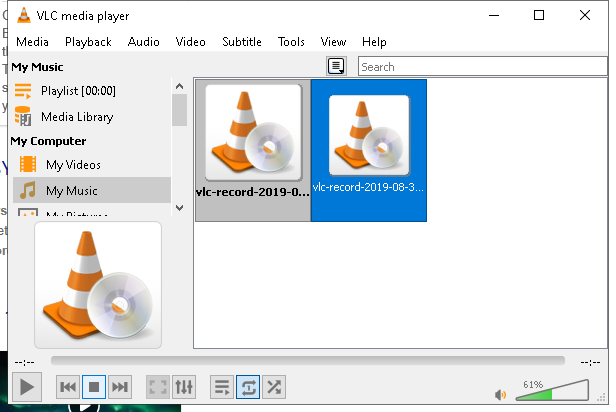 VLC media player
Media Playback Audio Video Subtitle Tools View Help
My Music
Search
Playlist [00:00]
Media Library
My Computer
My Videos
My Music
My Pictures
vlc-record-2019-0...
vlc-record-2019-08-3...
--:--
--:--
61%